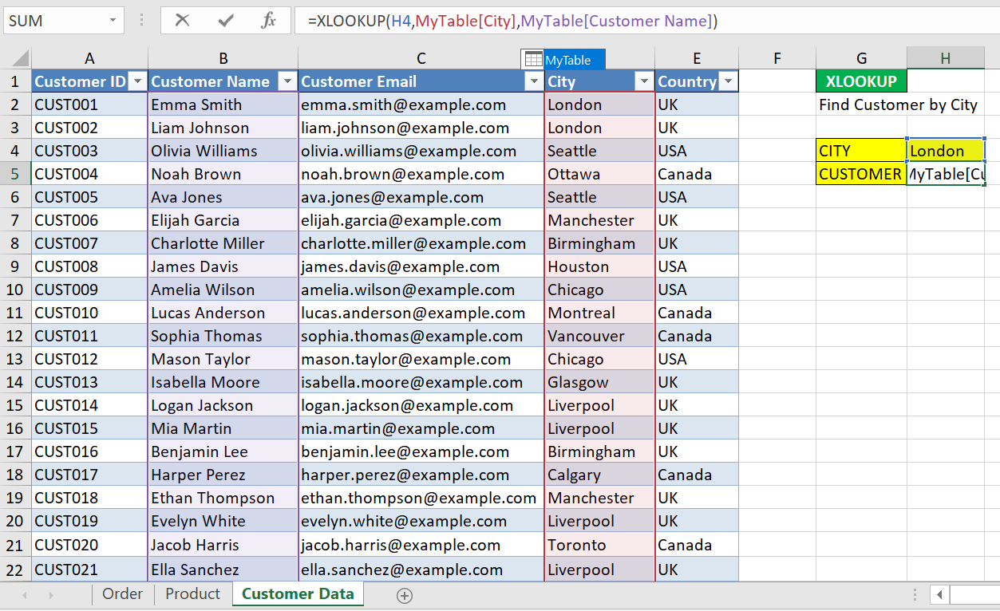 SUM fx =XLOOKUP(H4,MyTable[City],MyTable[Customer Name])
A B C MyTable E F G H
1 Customer ID Customer Name Customer Email City Country XLOOKUP
2 CUST001 Emma Smith emma.smith@example.com London UK Find Customer by City
3 CUST002 Liam Johnson liam.johnson@example.com London UK
4 CUST003 Olivia Williams olivia.williams@example.com Seattle USA CITY London
5 CUST004 Noah Brown noah.brown@example.com Ottawa Canada CUSTOMER MyTable[Cu
6 CUST005 Ava Jones ava.jones@example.com Seattle USA
7 CUST006 Elijah Garcia elijah.garcia@example.com Manchester UK
8 CUST007 Charlotte Miller charlotte.miller@example.com Birmingham UK
9 CUST008 James Davis james.davis@example.com Houston USA
10 CUST009 Amelia Wilson amelia.wilson@example.com Chicago USA
11 CUST010 Lucas Anderson lucas.anderson@example.com Montreal Canada
12 CUST011 Sophia Thomas sophia.thomas@example.com Vancouver Canada
13 CUST012 Mason Taylor mason.taylor@example.com Chicago USA
14 CUST013 Isabella Moore isabella.moore@example.com Glasgow UK
15 CUST014 Logan Jackson logan.jackson@example.com Liverpool UK
16 CUST015 Mia Martin mia.martin@example.com Liverpool UK
17 CUST016 Benjamin Lee benjamin.lee@example.com Birmingham UK
18 CUST017 Harper Perez harper.perez@example.com Calgary Canada
19 CUST018 Ethan Thompson ethan.thompson@example.com Manchester UK
20 CUST019 Evelyn White evelyn.white@example.com Liverpool UK
21 CUST020 Jacob Harris jacob.harris@example.com Toronto Canada
22 CUST021 Ella Sanchez ella.sanchez@example.com Liverpool UK
Order Product Customer Data